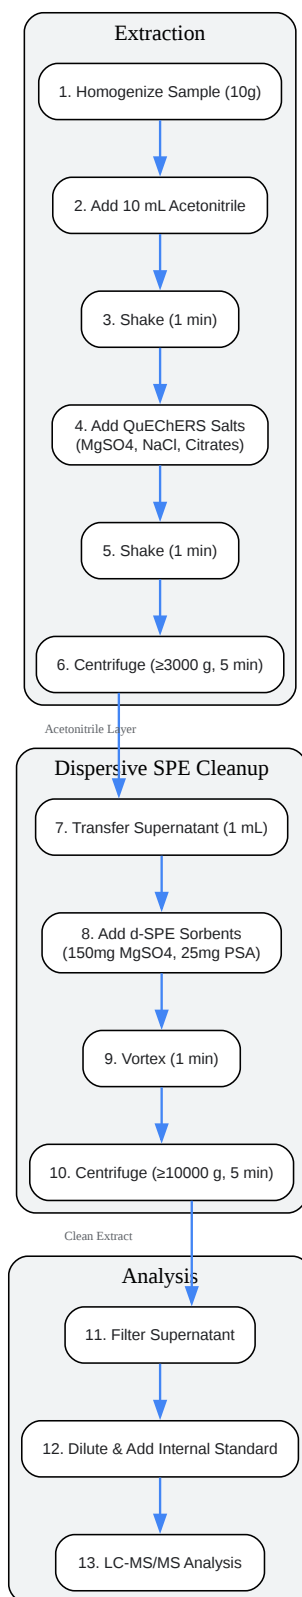 Extraction
1. Homogenize Sample (10g)
2. Add 10 mL Acetonitrile
3. Shake (1 min)
4. Add QuEChERS Salts
(MgSO4, NaCl, Citrates)
5. Shake (1 min)
6. Centrifuge (≥3000 g, 5 min)
Acetonitrile Layer
Dispersive SPE Cleanup
7. Transfer Supernatant (1 mL)
8. Add d-SPE Sorbents
(150mg MgSO4, 25mg PSA)
9. Vortex (1 min)
10. Centrifuge (≥10000 g, 5 min)
Clean Extract
Analysis
11. Filter Supernatant
12. Dilute & Add Internal Standard
13. LC-MS/MS Analysis